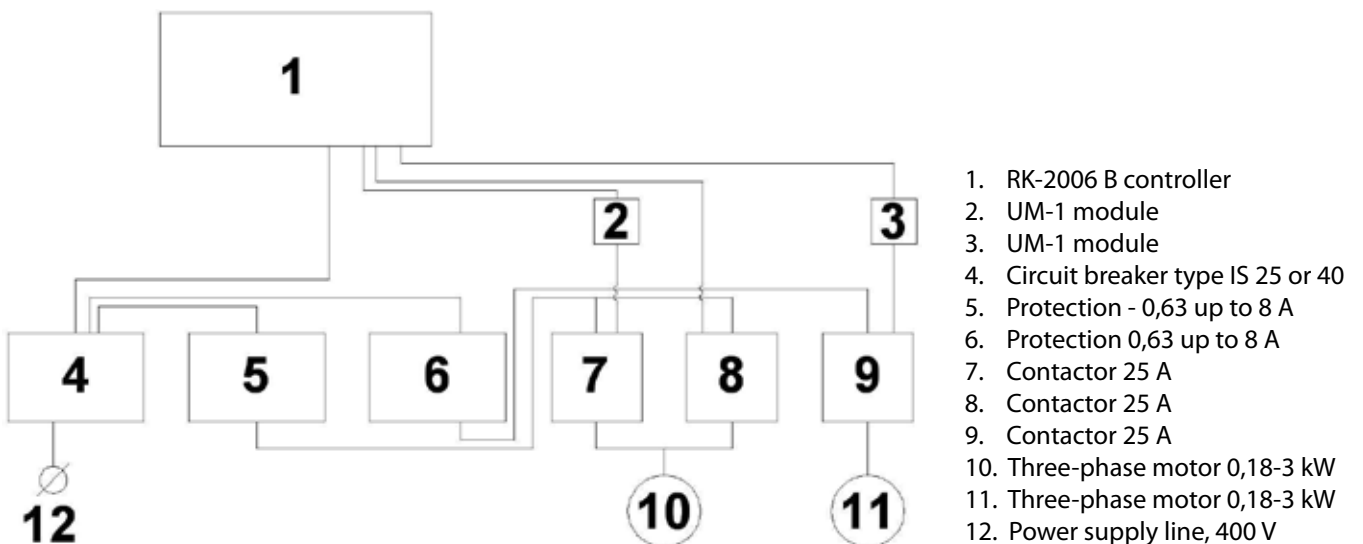 1
2
3
4
5
6
7
8
9
10
11
12
1. RK-2006 B controller
2. UM-1 module
3. UM-1 module
4. Circuit breaker type IS 25 or 40
5. Protection - 0,63 up to 8 A
6. Protection 0,63 up to 8 A
7. Contactor 25 A
8. Contactor 25 A
9. Contactor 25 A
10. Three-phase motor 0,18-3 kW
11. Three-phase motor 0,18-3 kW
12. Power supply line, 400 V